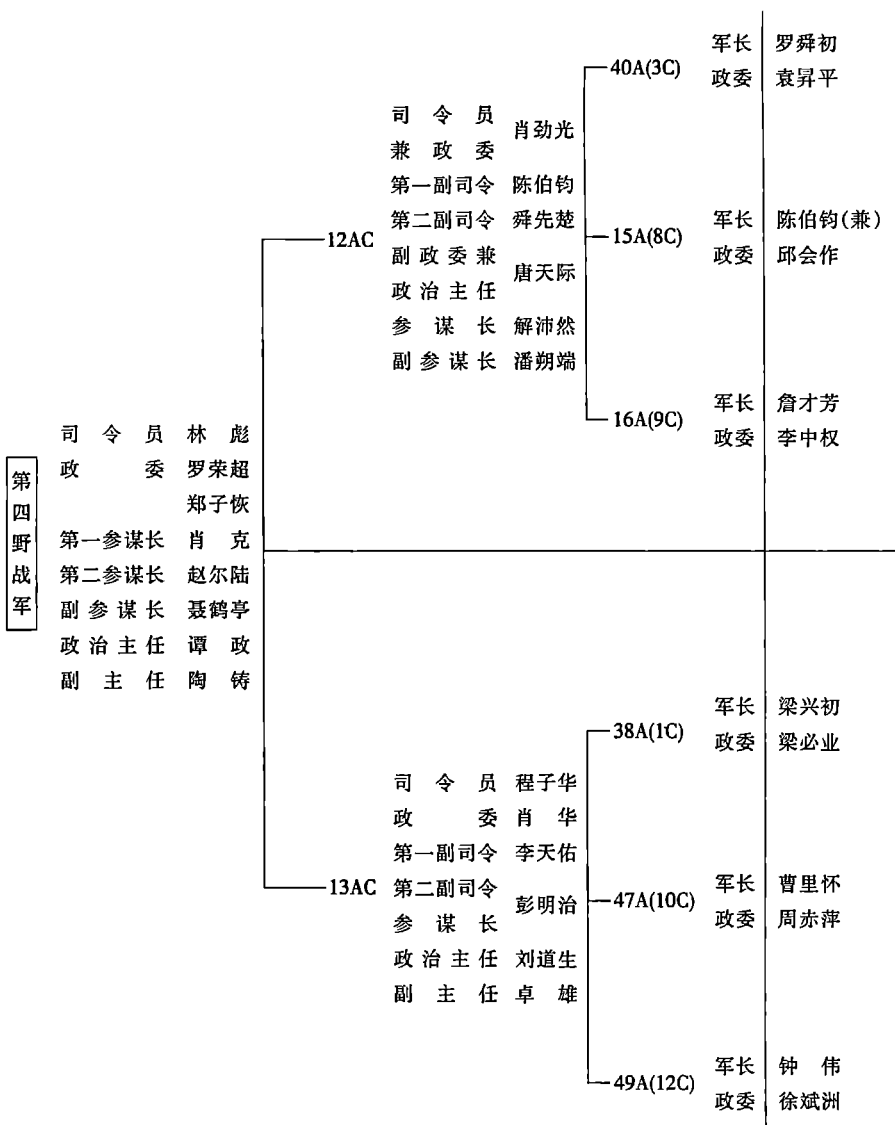 第四野战军
司令员 林彪
政委 罗荣超
郑子恢
第一参谋长 肖克
第二参谋长 赵尔陆
副参谋长 聂鹤亭
政治主任 谭政
副主任 陶铸
12AC
司令员兼政委 肖劲光
第一副司令 陈伯钧
第二副司令 舜先楚
副政委兼政治主任 唐天际
参谋长 解沛然
副参谋长 潘朔端
40A(3C)
军长 罗舜初
政委 袁昇平
15A(8C)
军长 陈伯钧(兼)
政委 邱会作
16A(9C)
军长 詹才芳
政委 李中权
13AC
司令员 程子华
政委 肖华
第一副司令 李天佑
第二副司令参谋长 彭明治
政治主任 刘道生
副主任 卓雄
38A(1C)
军长 梁兴初
政委 梁必业
47A(10C)
军长 曹里怀
政委 周赤萍
49A(12C)
军长 钟伟
政委 徐斌洲